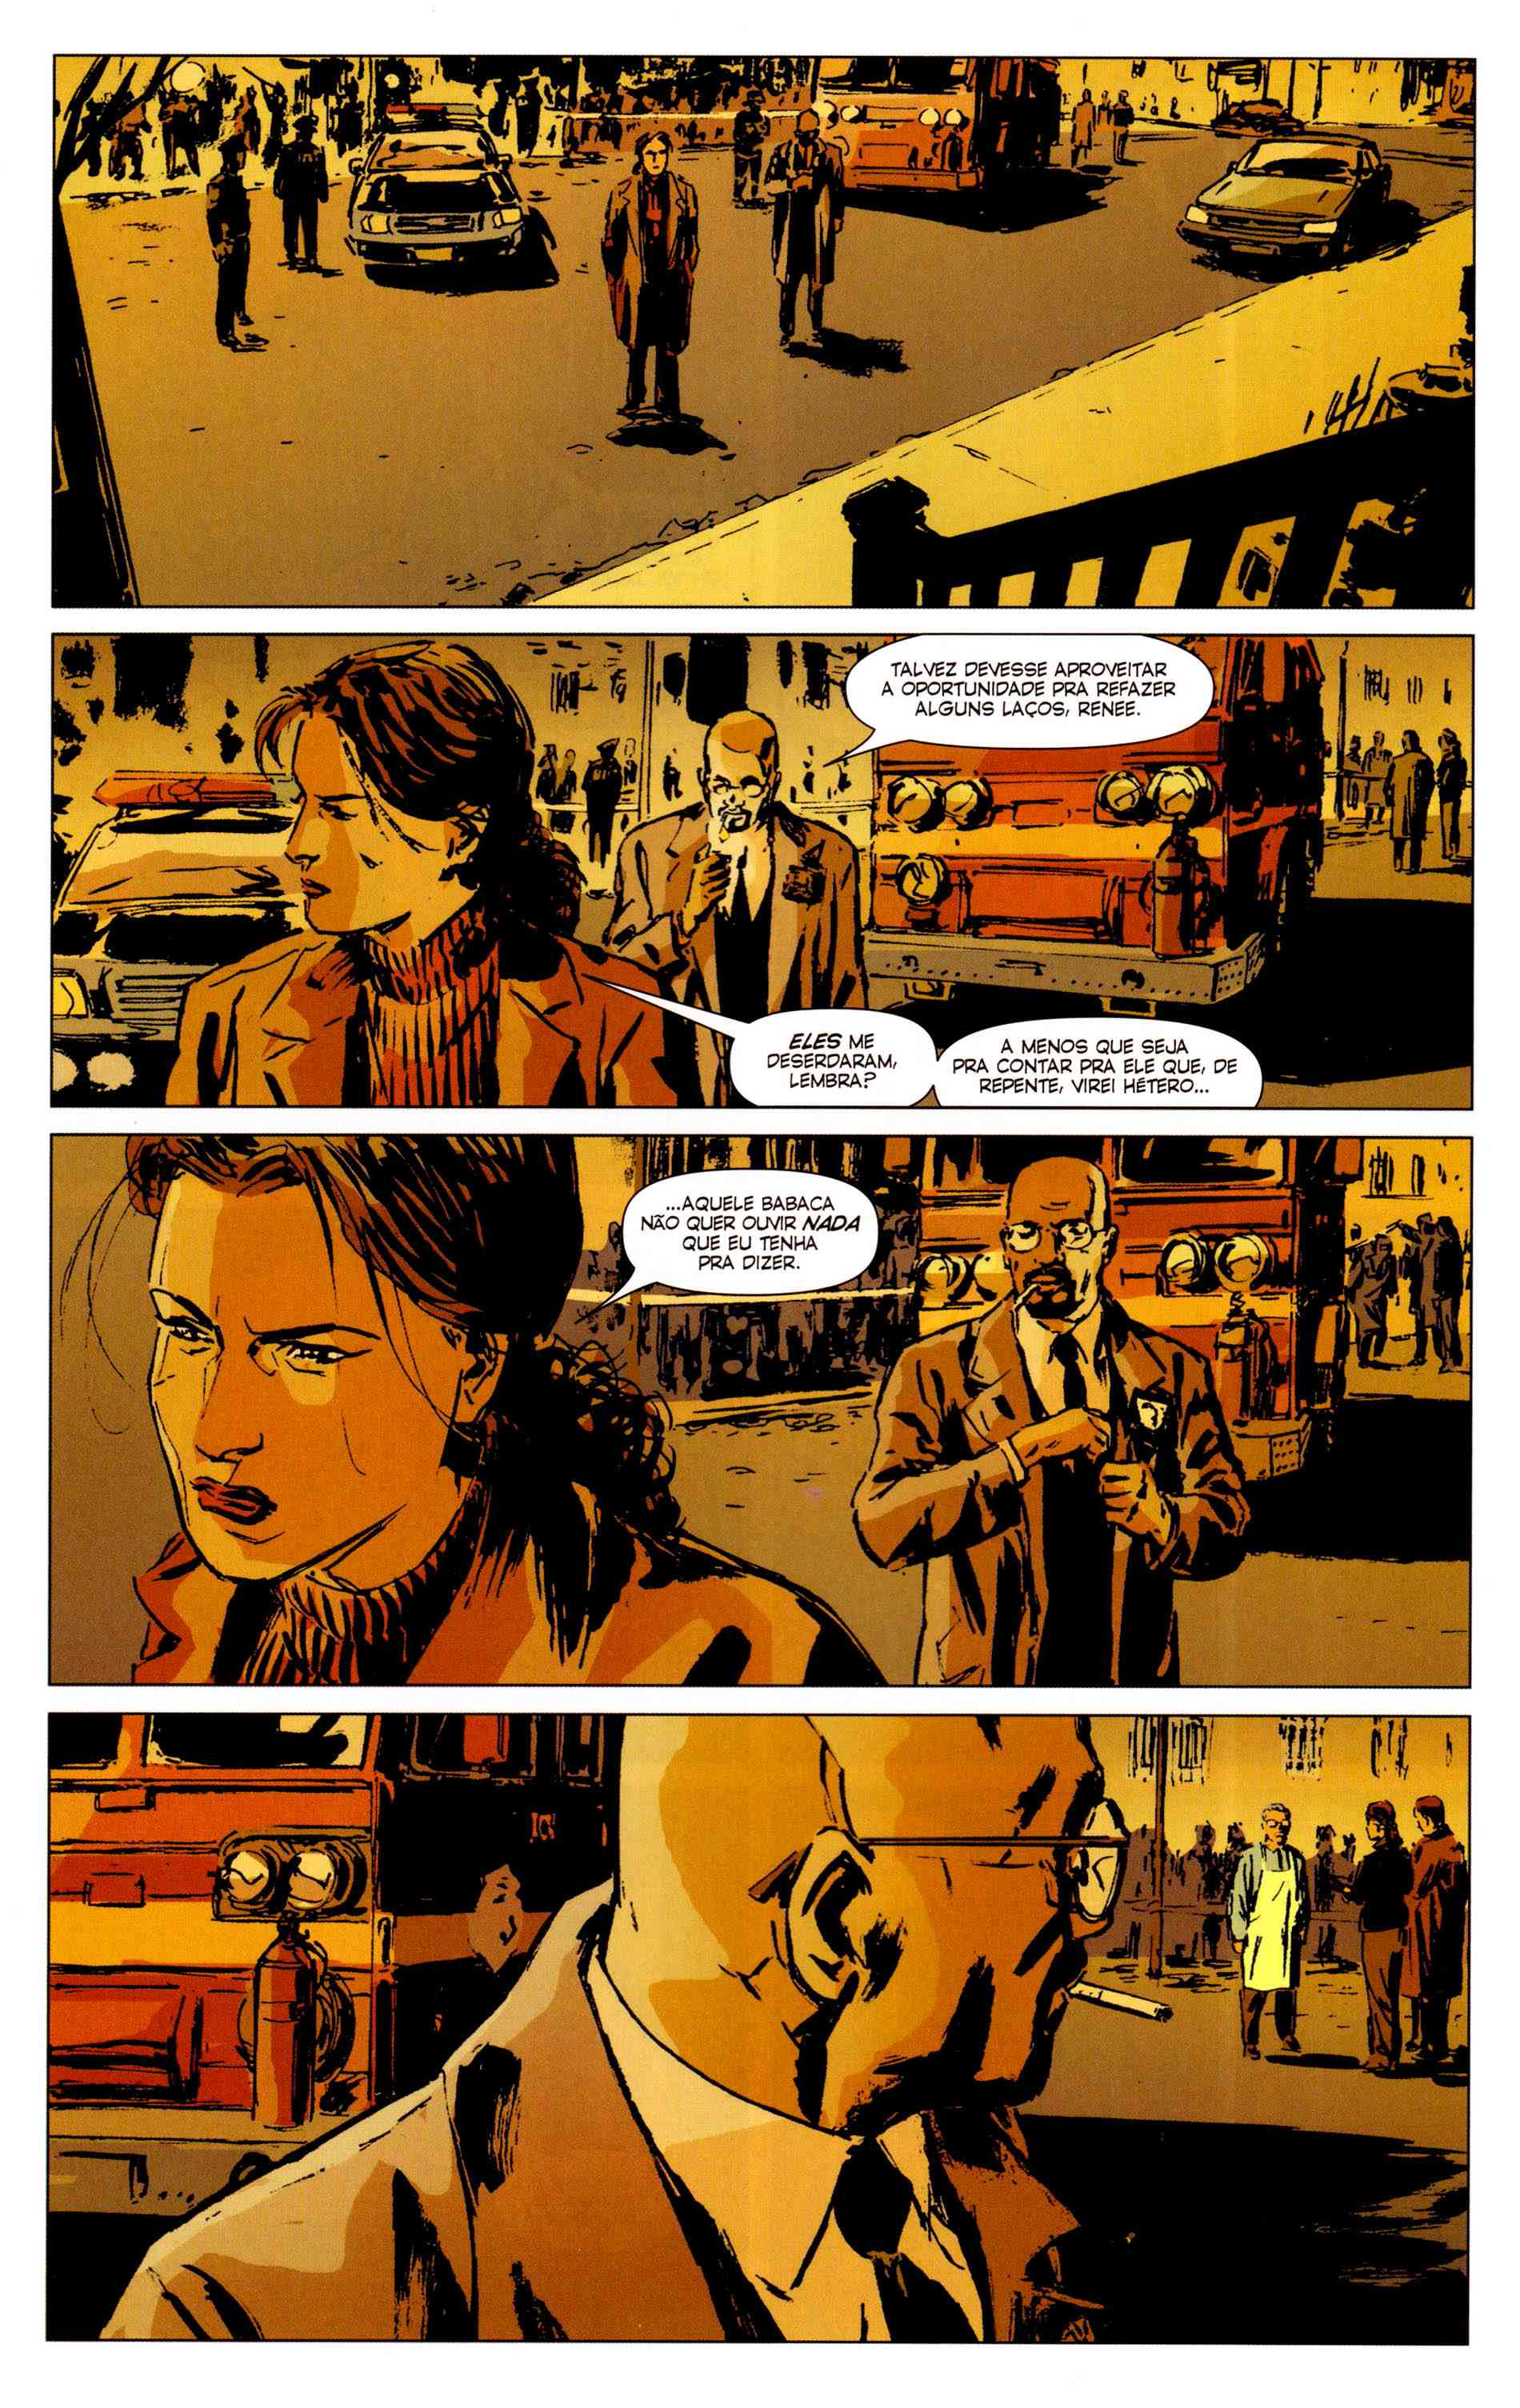 TALVEZ DEVESSE APROVEITAR
A OPORTUNIDADE PRA REFAZER
ALGUNS LAÇOS, RENEE.
ELES ME
DESERDARAM,
LEMBRA?
A MENOS QUE SEJA
PRA CONTAR PRA ELE QUE, DE
REPENTE, VIREI HÉTERO...
...AQUELE BABACA
NÃO QUER OUVIR NADA
QUE EU TENHA
PRA DIZER.